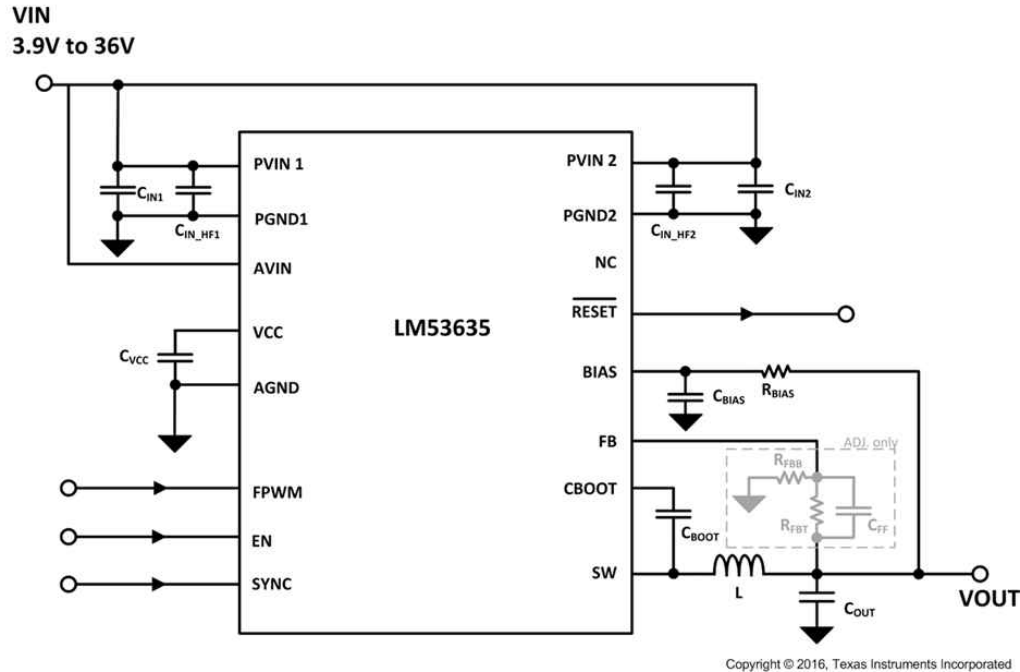 VIN
3.9V to 36V
PVIN 1
PVIN 2
CIN1
CIN_HF1
PGND1
PGND2
CIN_HF2
CIN2
AVIN
NC
LM53635
RESET
VCC
CVCC
BIAS
CBIAS
RBIAS
AGND
FB
ADJ. only
RFBB
FPWM
CBOOT
CBOOT
RFBT
CFF
EN
SYNC
SW
L
COUT
VOUT
Copyright © 2016, Texas Instruments Incorporated